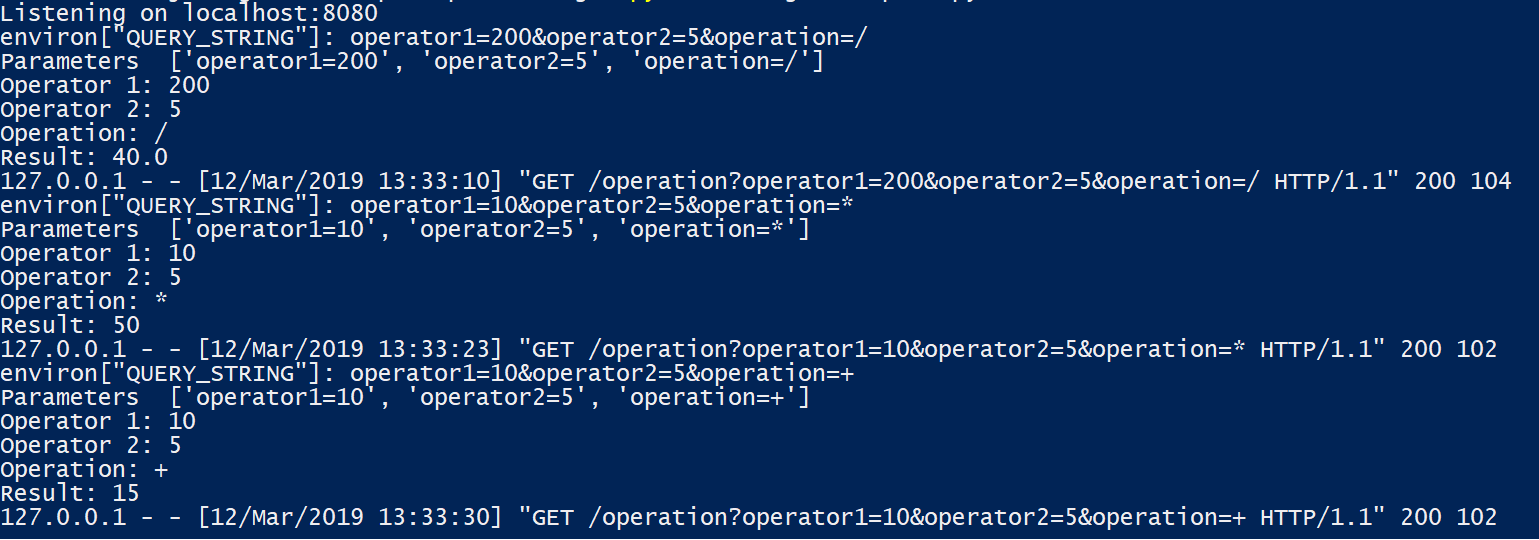 Listening on localhost:8080
environ["QUERY_STRING"]: operator1=200&operator2=5&operation=/
Parameters  ['operator1=200', 'operator2=5', 'operation=/']
Operator 1: 200
Operator 2: 5
Operation: /
Result: 40.0
127.0.0.1 - - [12/Mar/2019 13:33:10] "GET /operation?operator1=200&operator2=5&operation=/ HTTP/1.1" 200 104
environ["QUERY_STRING"]: operator1=10&operator2=5&operation=*
Parameters  ['operator1=10', 'operator2=5', 'operation=*']
Operator 1: 10
Operator 2: 5
Operation: *
Result: 50
127.0.0.1 - - [12/Mar/2019 13:33:23] "GET /operation?operator1=10&operator2=5&operation=* HTTP/1.1" 200 102
environ["QUERY_STRING"]: operator1=10&operator2=5&operation=+
Parameters  ['operator1=10', 'operator2=5', 'operation=+']
Operator 1: 10
Operator 2: 5
Operation: +
Result: 15
127.0.0.1 - - [12/Mar/2019 13:33:30] "GET /operation?operator1=10&operator2=5&operation=+ HTTP/1.1" 200 102